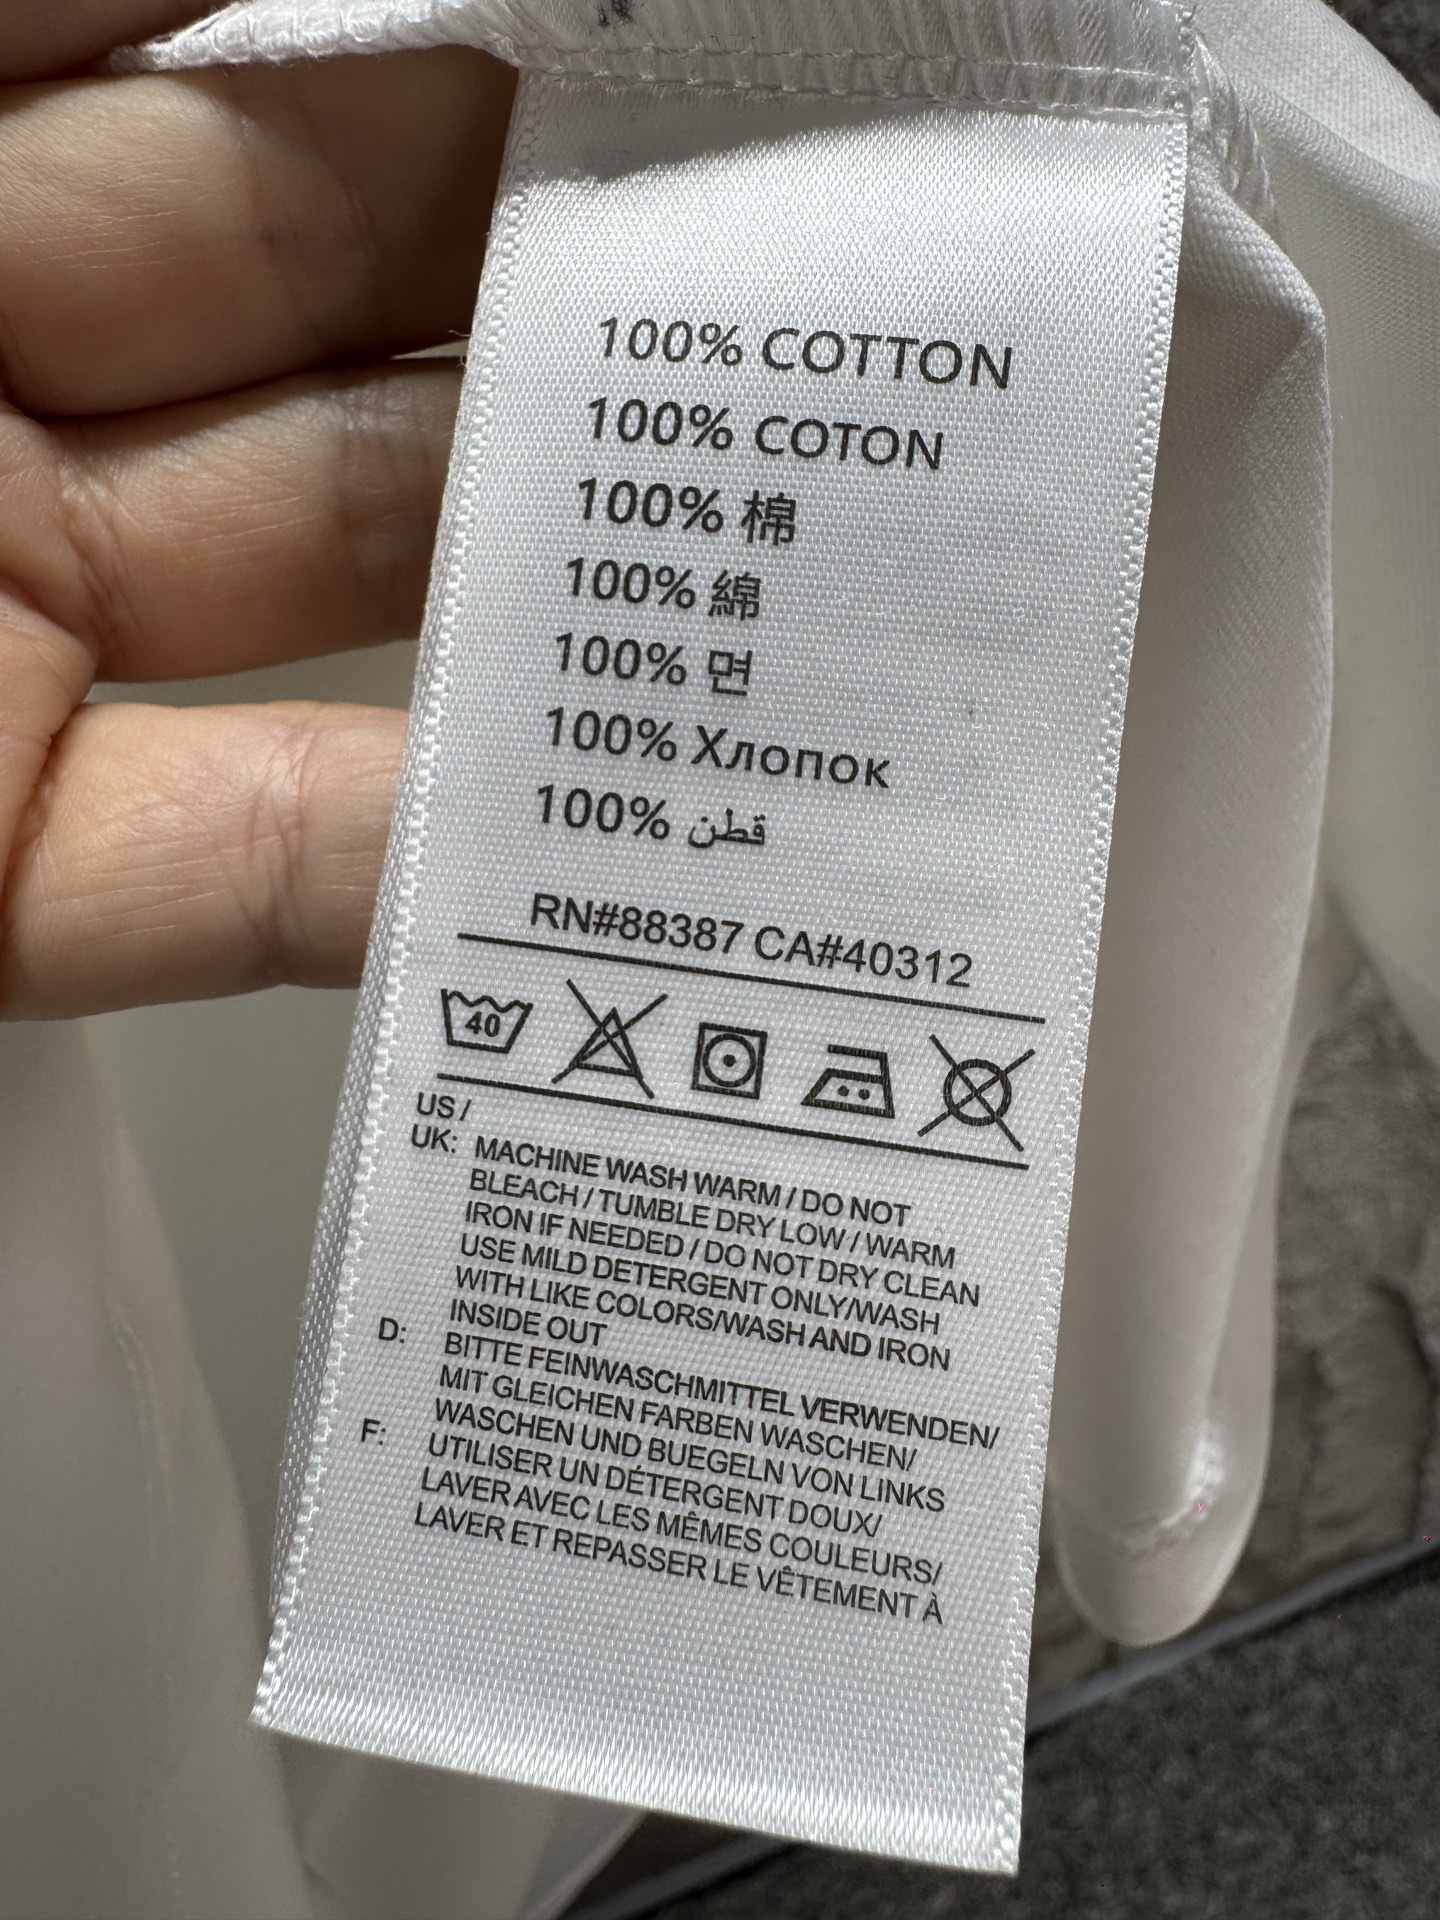 100% COTTON
100% COTON
100% 棉
100% 綿
100% 면
100% Хлопок
100% قطن
RN#88387 CA#40312
40
US /
UK: MACHINE WASH WARM / DO NOT
BLEACH / TUMBLE DRY LOW / WARM
IRON IF NEEDED / DO NOT DRY CLEAN
USE MILD DETERGENT ONLY/WASH
WITH LIKE COLORS/WASH AND IRON
INSIDE OUT
D: BITTE FEINWASCHMITTEL VERWENDEN/
MIT GLEICHEN FARBEN WASCHEN/
WASCHEN UND BUEGELN VON LINKS
F: UTILISER UN DÉTERGENT DOUX/
LAVER AVEC LES MÊMES COULEURS/
LAVER ET REPASSER LE VÊTEMENT À